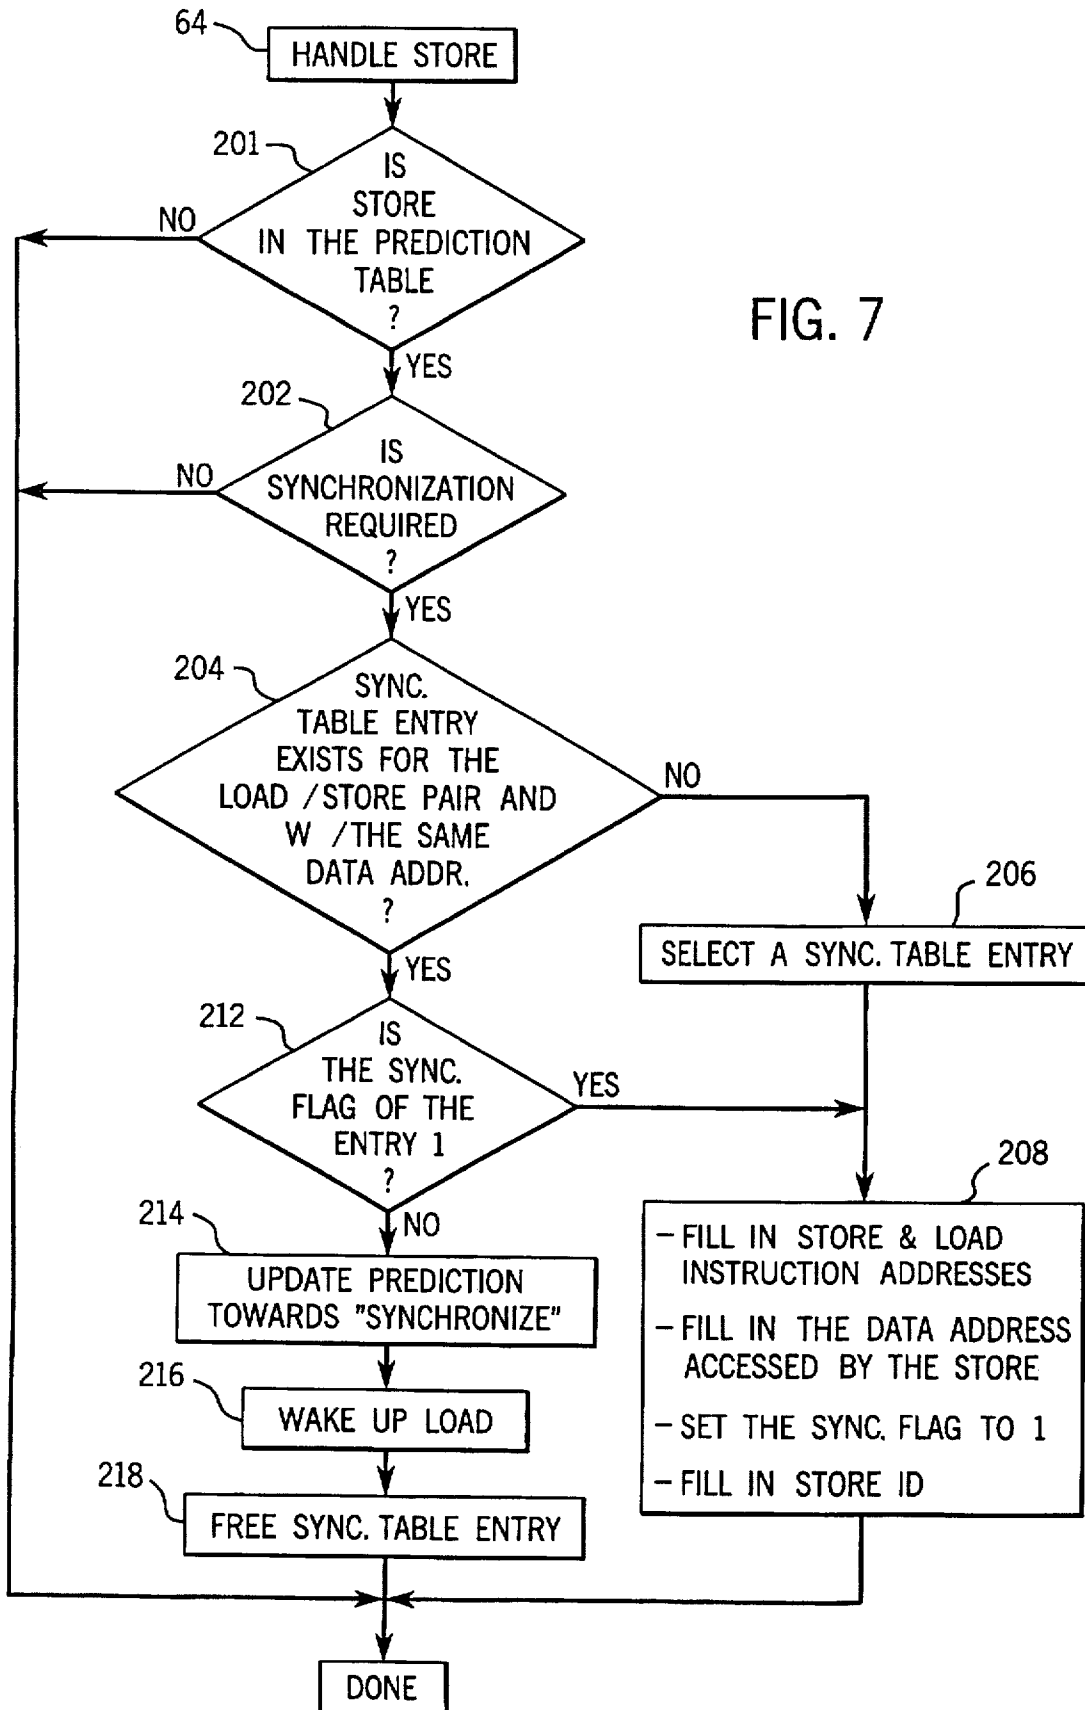 64
HANDLE STORE
201
IS
STORE
IN THE PREDICTION
TABLE
?
NO
YES
FIG. 7
202
IS
SYNCHRONIZATION
REQUIRED
?
NO
YES
204
SYNC.
TABLE ENTRY
EXISTS FOR THE
LOAD /STORE PAIR AND
W /THE SAME
DATA ADDR.
?
NO
YES
206
SELECT A SYNC. TABLE ENTRY
212
IS
THE SYNC.
FLAG OF THE
ENTRY 1
?
YES
NO
208
- FILL IN STORE & LOAD
INSTRUCTION ADDRESSES
- FILL IN THE DATA ADDRESS
ACCESSED BY THE STORE
- SET THE SYNC. FLAG TO 1
- FILL IN STORE ID
214
UPDATE PREDICTION
TOWARDS "SYNCHRONIZE"
216
WAKE UP LOAD
218
FREE SYNC. TABLE ENTRY
DONE